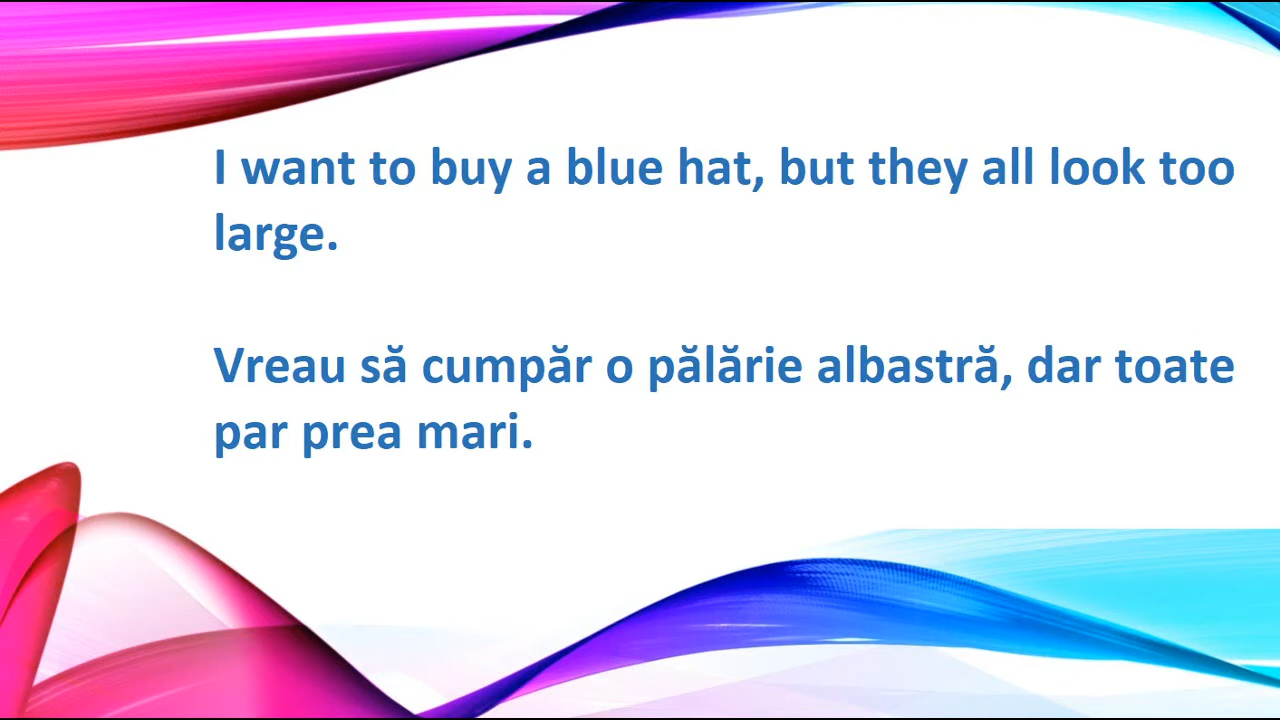 I want to buy a blue hat, but they all look too
large.
Vreau să cumpăr o pălărie albastră, dar toate
par prea mari.